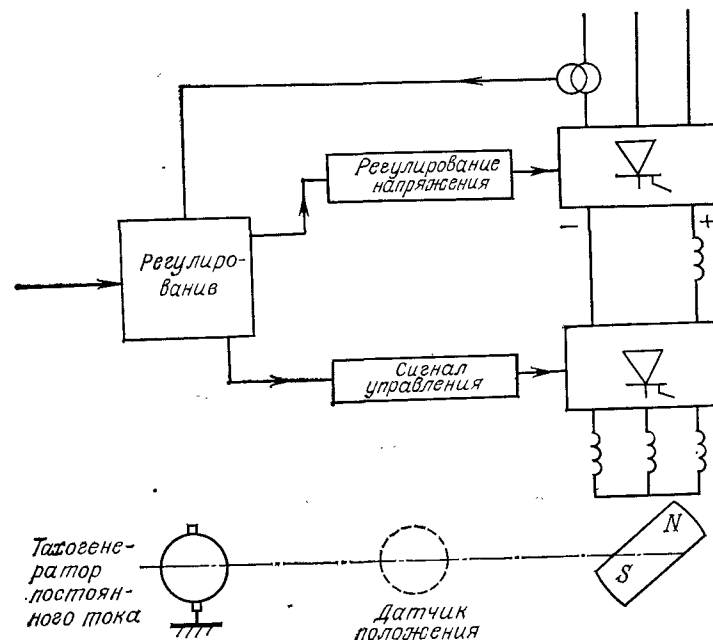 Регулирование
напряжения
— +
Регулиро-
ванив
Сигнал
управления
N
S
Тахогене-
ратор
постоян-
ного тока
Датчик
положения